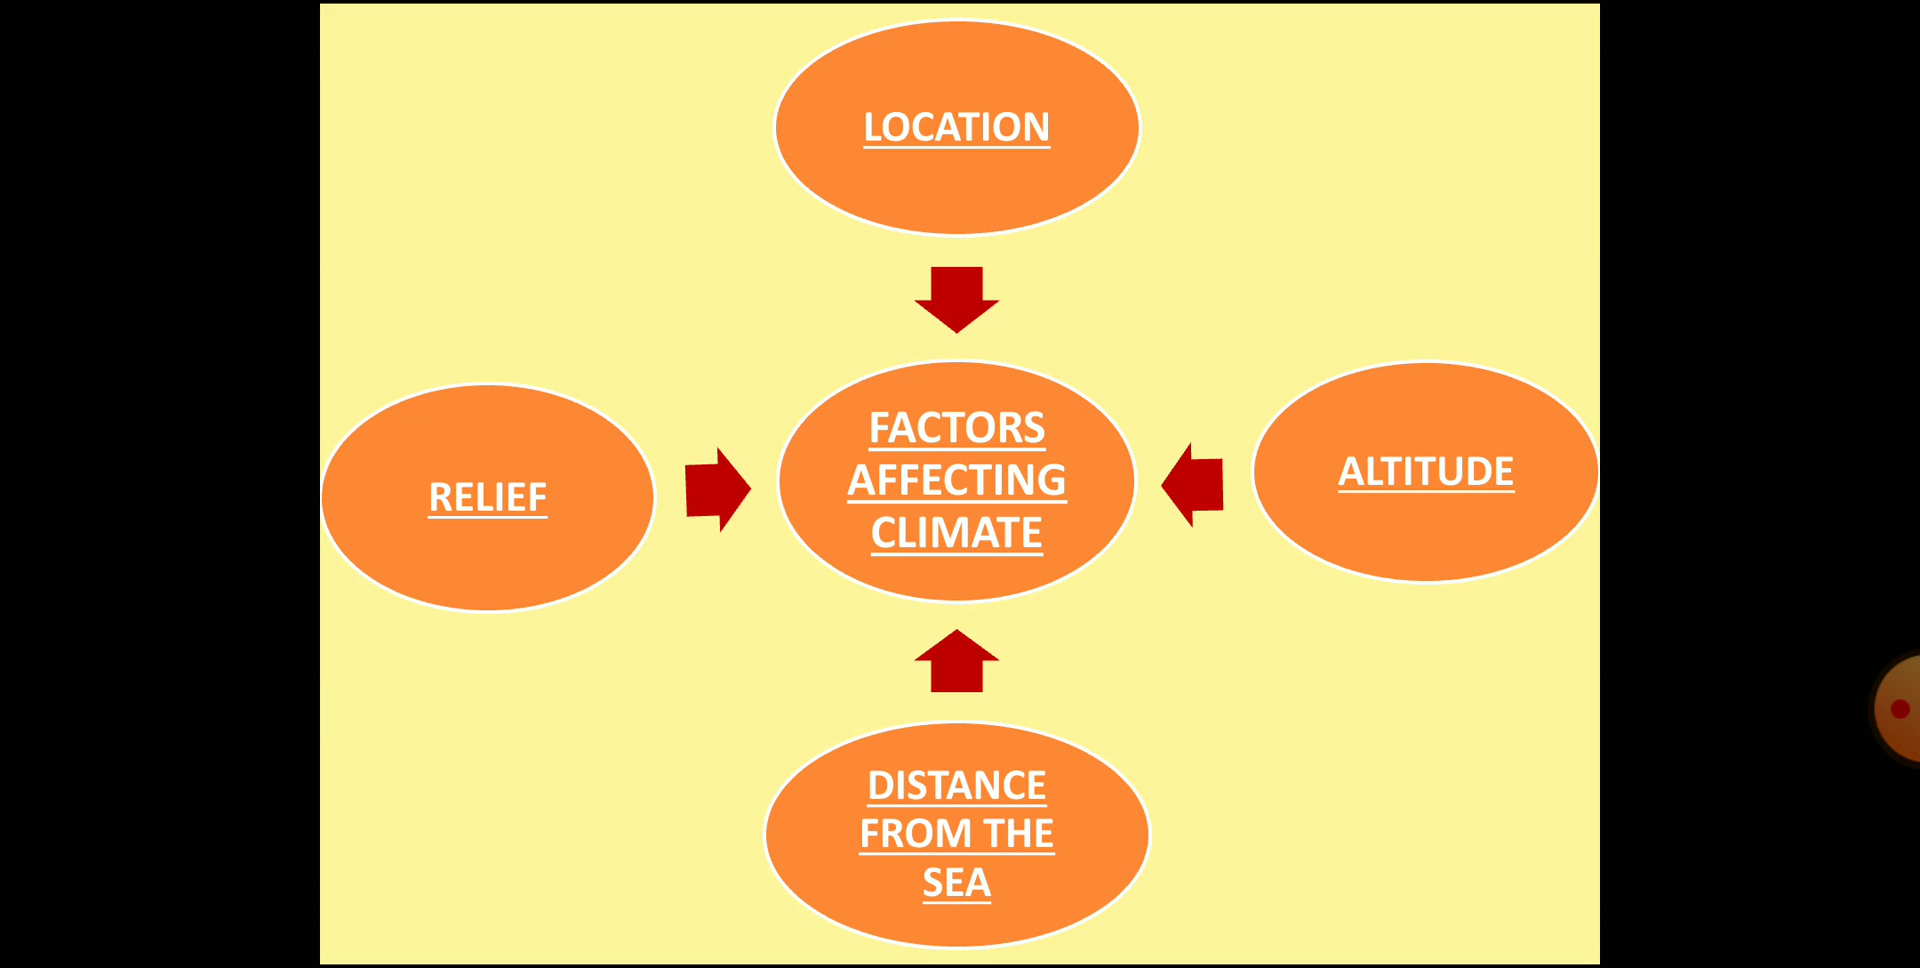 LOCATION
RELIEF
FACTORS
AFFECTING
CLIMATE
ALTITUDE
DISTANCE
FROM THE
SEA